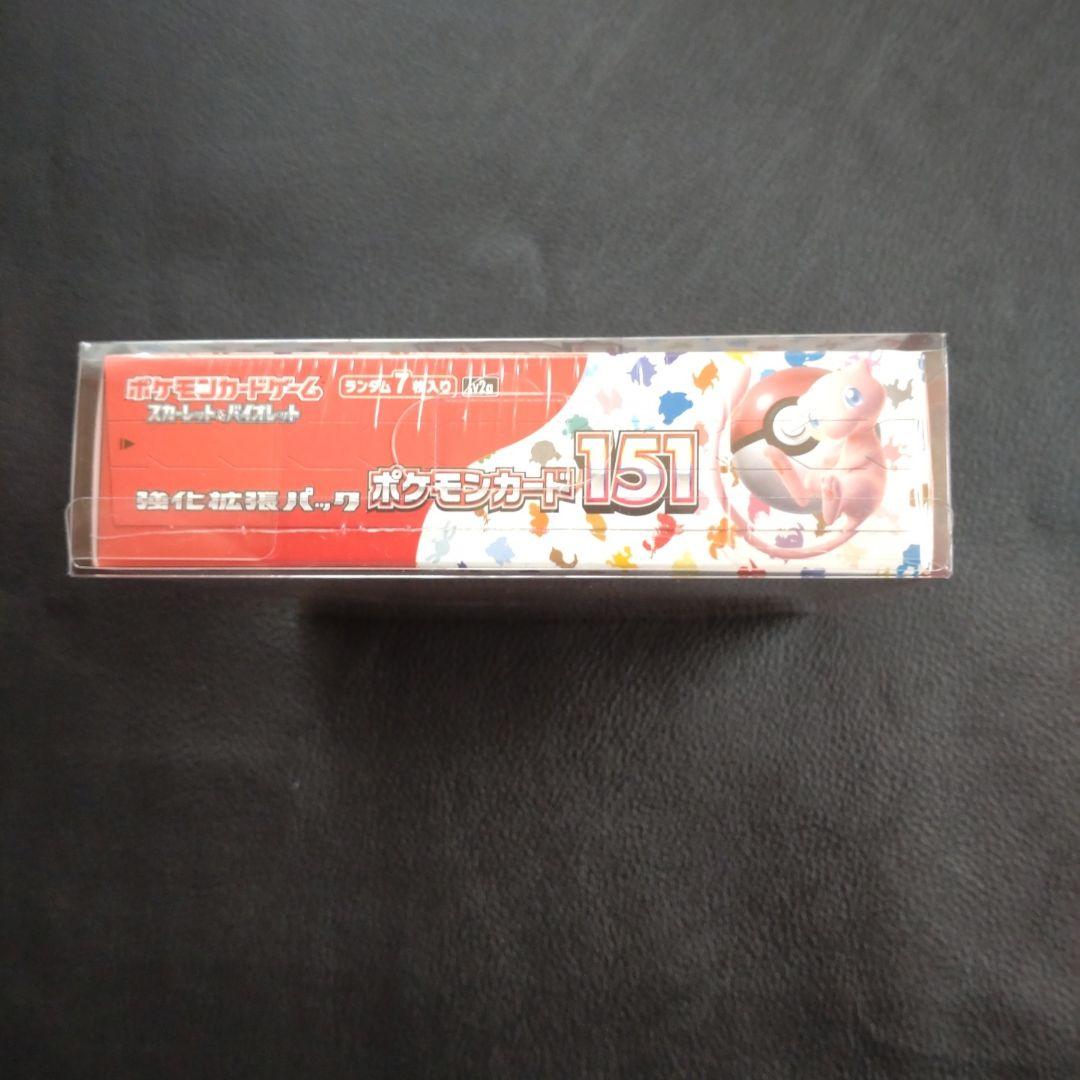 ポケモンカードゲーム
スカーレット&バイオレット
ランダム7枚入り sv2a
強化拡張パック ポケモンカード151